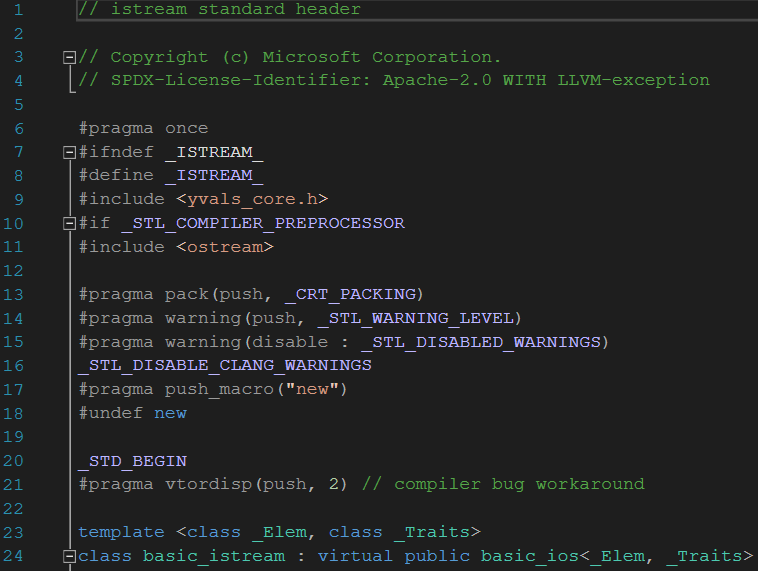 1 // istream standard header
2
3 // Copyright (c) Microsoft Corporation.
4 // SPDX-License-Identifier: Apache-2.0 WITH LLVM-exception
5
6 #pragma once
7 #ifndef _ISTREAM_
8 #define _ISTREAM_
9 #include <yvals_core.h>
10 #if _STL_COMPILER_PREPROCESSOR
11 #include <ostream>
12
13 #pragma pack(push, _CRT_PACKING)
14 #pragma warning(push, _STL_WARNING_LEVEL)
15 #pragma warning(disable : _STL_DISABLED_WARNINGS)
16 _STL_DISABLE_CLANG_WARNINGS
17 #pragma push_macro("new")
18 #undef new
19
20 _STD_BEGIN
21 #pragma vtordisp(push, 2) // compiler bug workaround
22
23 template <class _Elem, class _Traits>
24 class basic_istream : virtual public basic_ios<_Elem, _Traits>